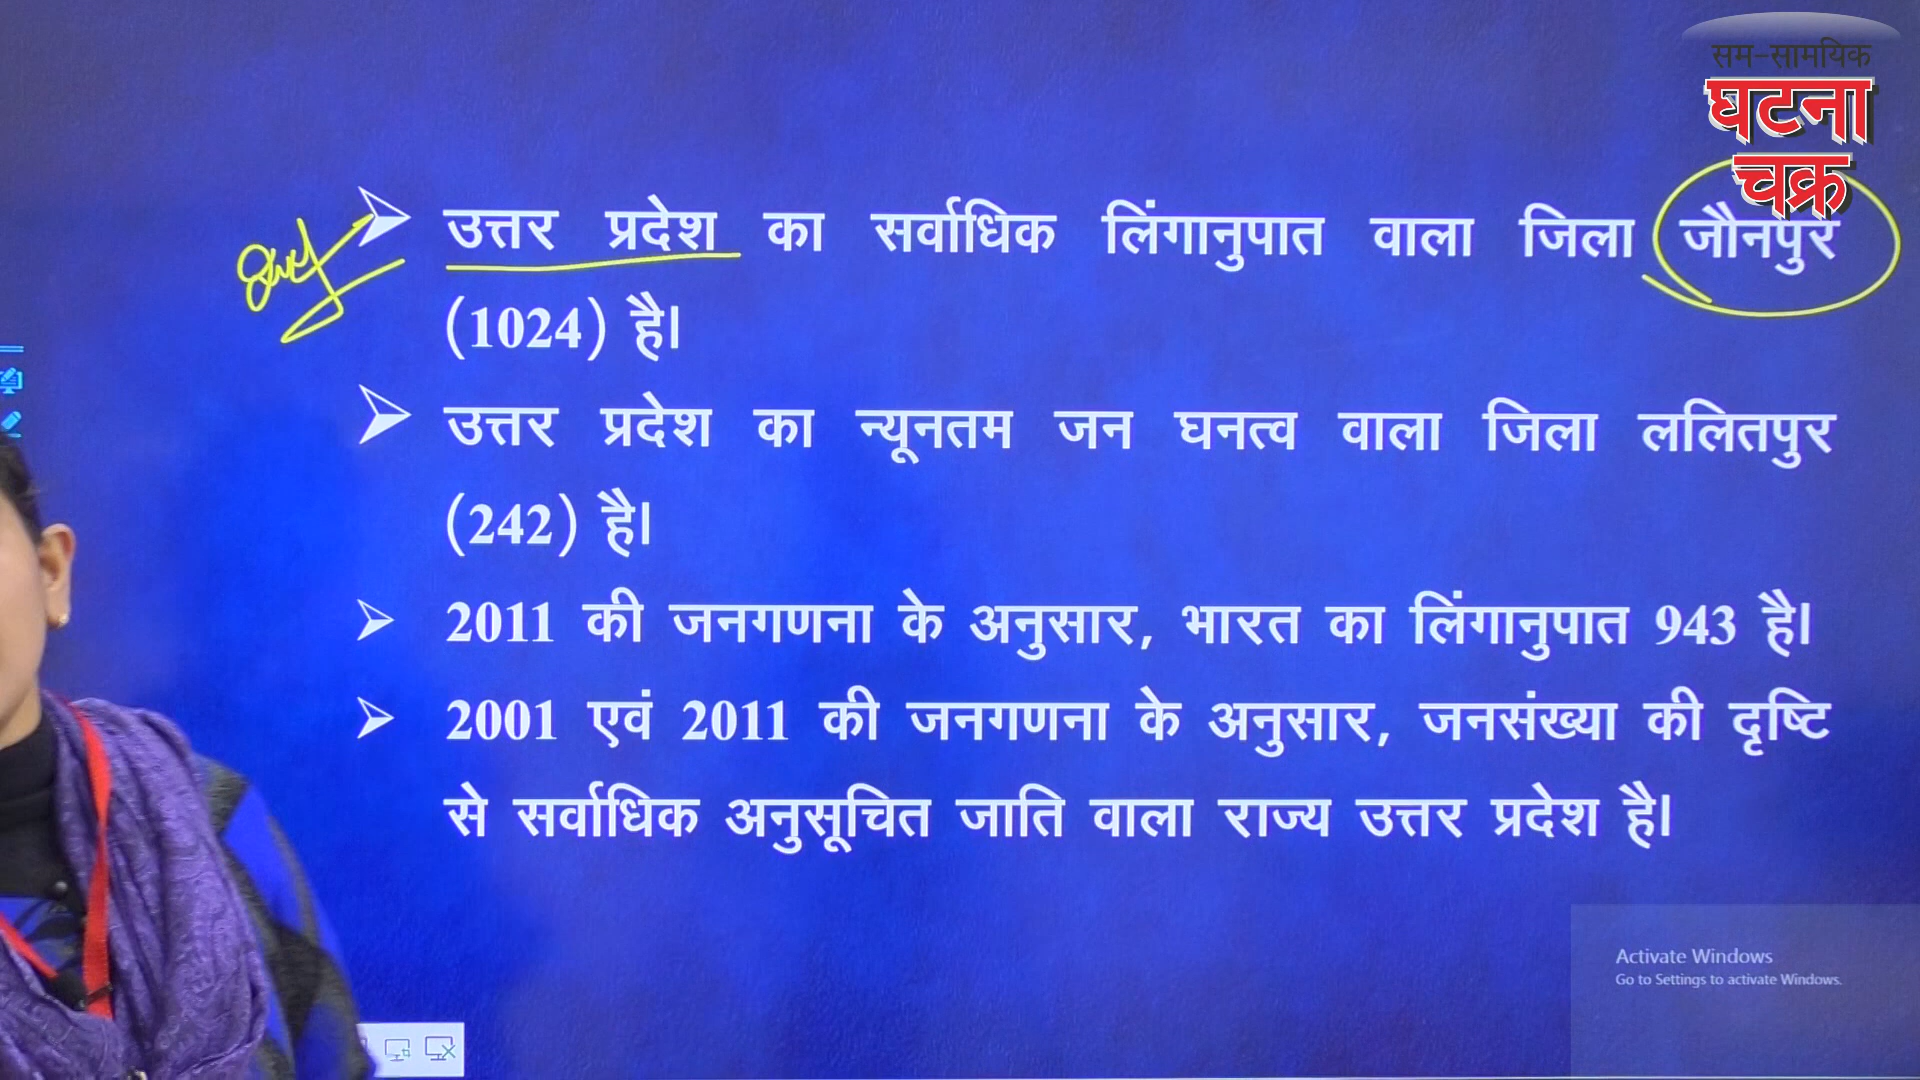 सम-सामयिक
घटना
चक्र
उत्तर प्रदेश का सर्वाधिक लिंगानुपात वाला जिला जौनपुर
(1024) है।
उत्तर प्रदेश का न्यूनतम जन घनत्व वाला जिला ललितपुर
(242) है।
2011 की जनगणना के अनुसार, भारत का लिंगानुपात 943 है।
2001 एवं 2011 की जनगणना के अनुसार, जनसंख्या की दृष्टि
से सर्वाधिक अनुसूचित जाति वाला राज्य उत्तर प्रदेश है।
Activate Windows
Go to Settings to activate Windows.